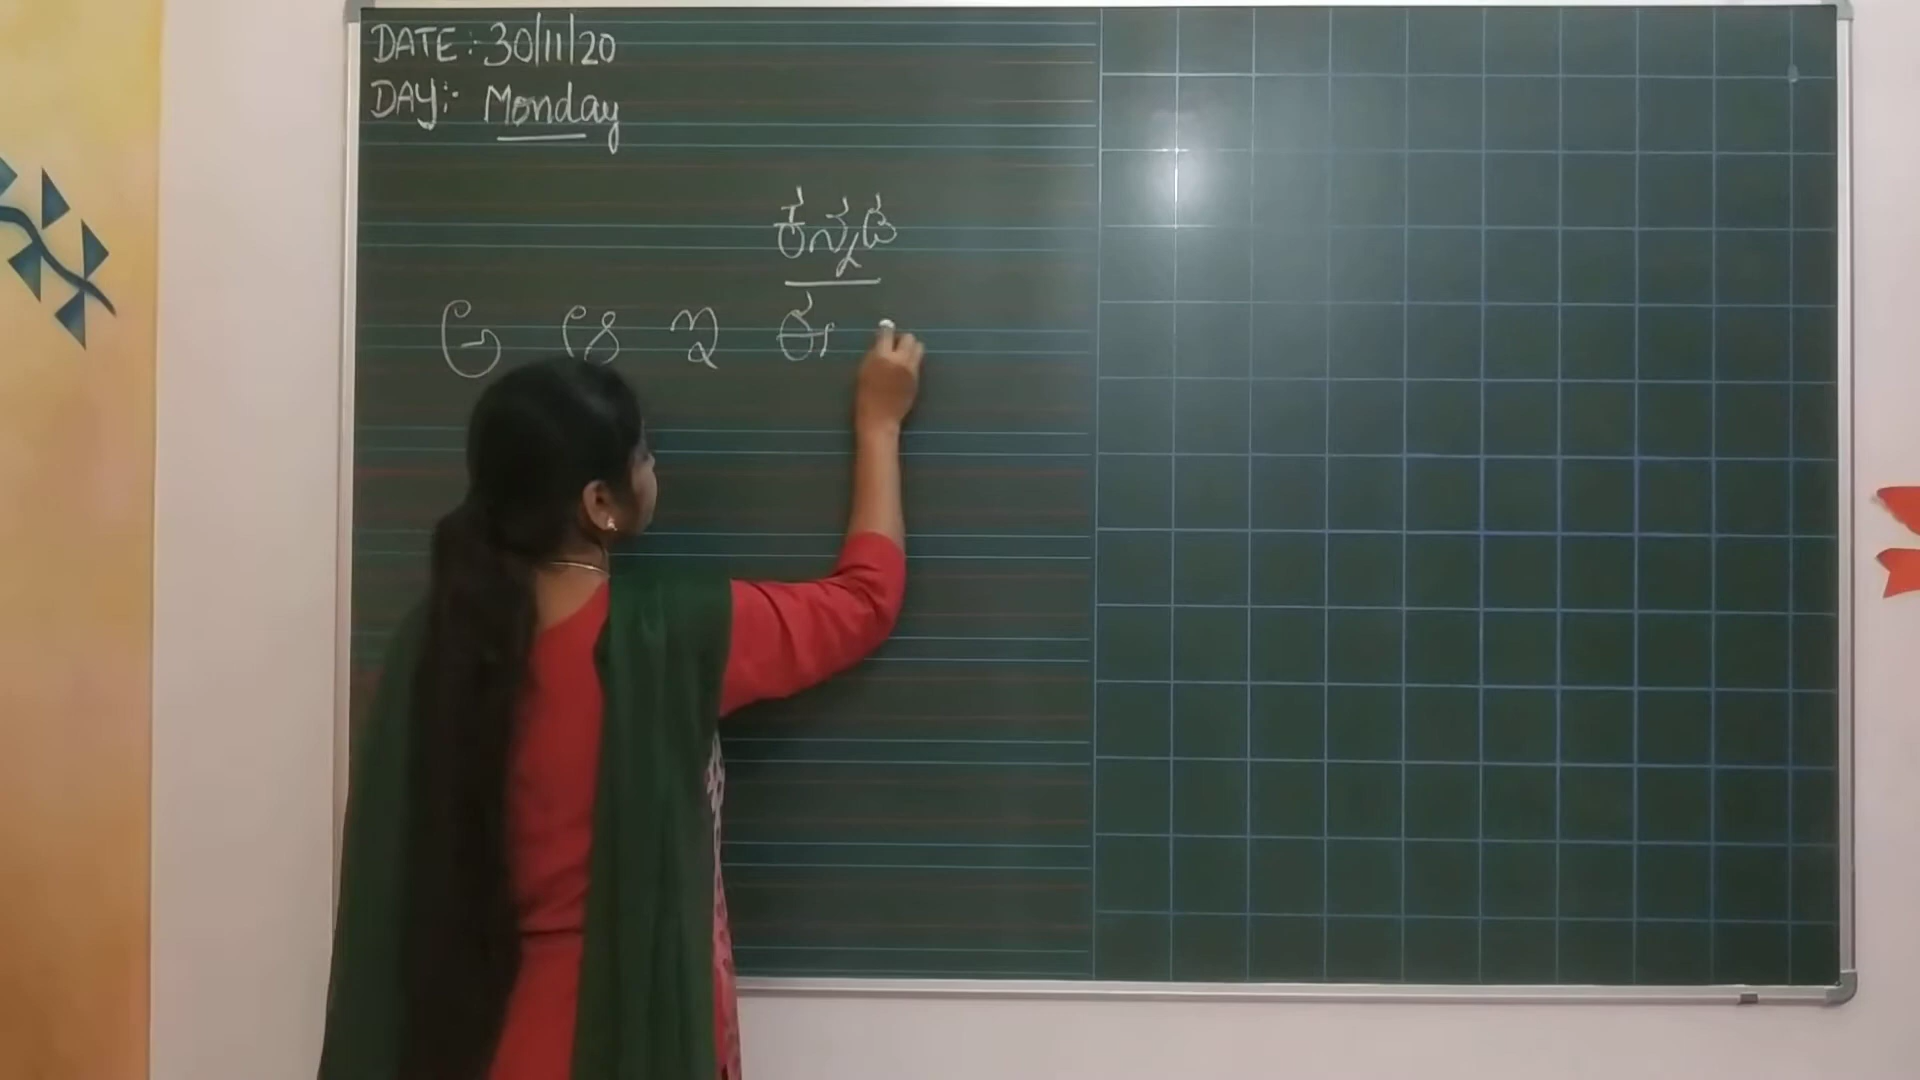 DATE:- 30/11/20
DAY:- Monday
ಕನ್ನಡ
ಅ ಆ ಇ ಈ